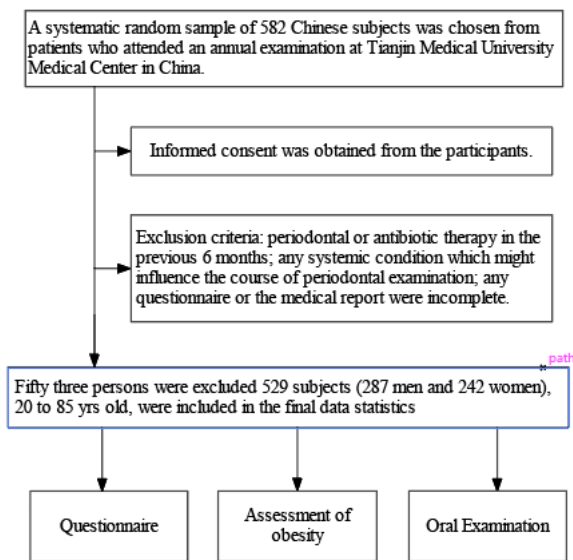 A systematic random sample of 582 Chinese subjects was chosen from
patients who attended an annual examination at Tianjin Medical University
Medical Center in China.
Informed consent was obtained from the participants.
Exclusion criteria: periodontal or antibiotic therapy in the
previous 6 months; any systemic condition which might
influence the course of periodontal examination; any
questionnaire or the medical report were incomplete.
path
Fifty three persons were excluded 529 subjects (287 men and 242 women),
20 to 85 yrs old, were included in the final data statistics
Questionnaire
Assessment of
obesity
Oral Examination